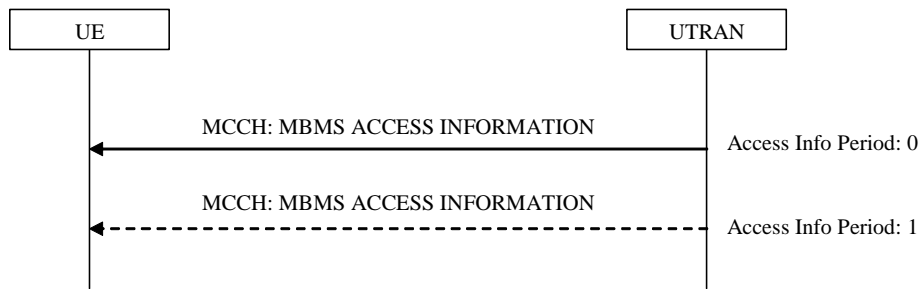 UE
UTRAN
MCCH: MBMS ACCESS INFORMATION
Access Info Period: 0
MCCH: MBMS ACCESS INFORMATION
Access Info Period: 1